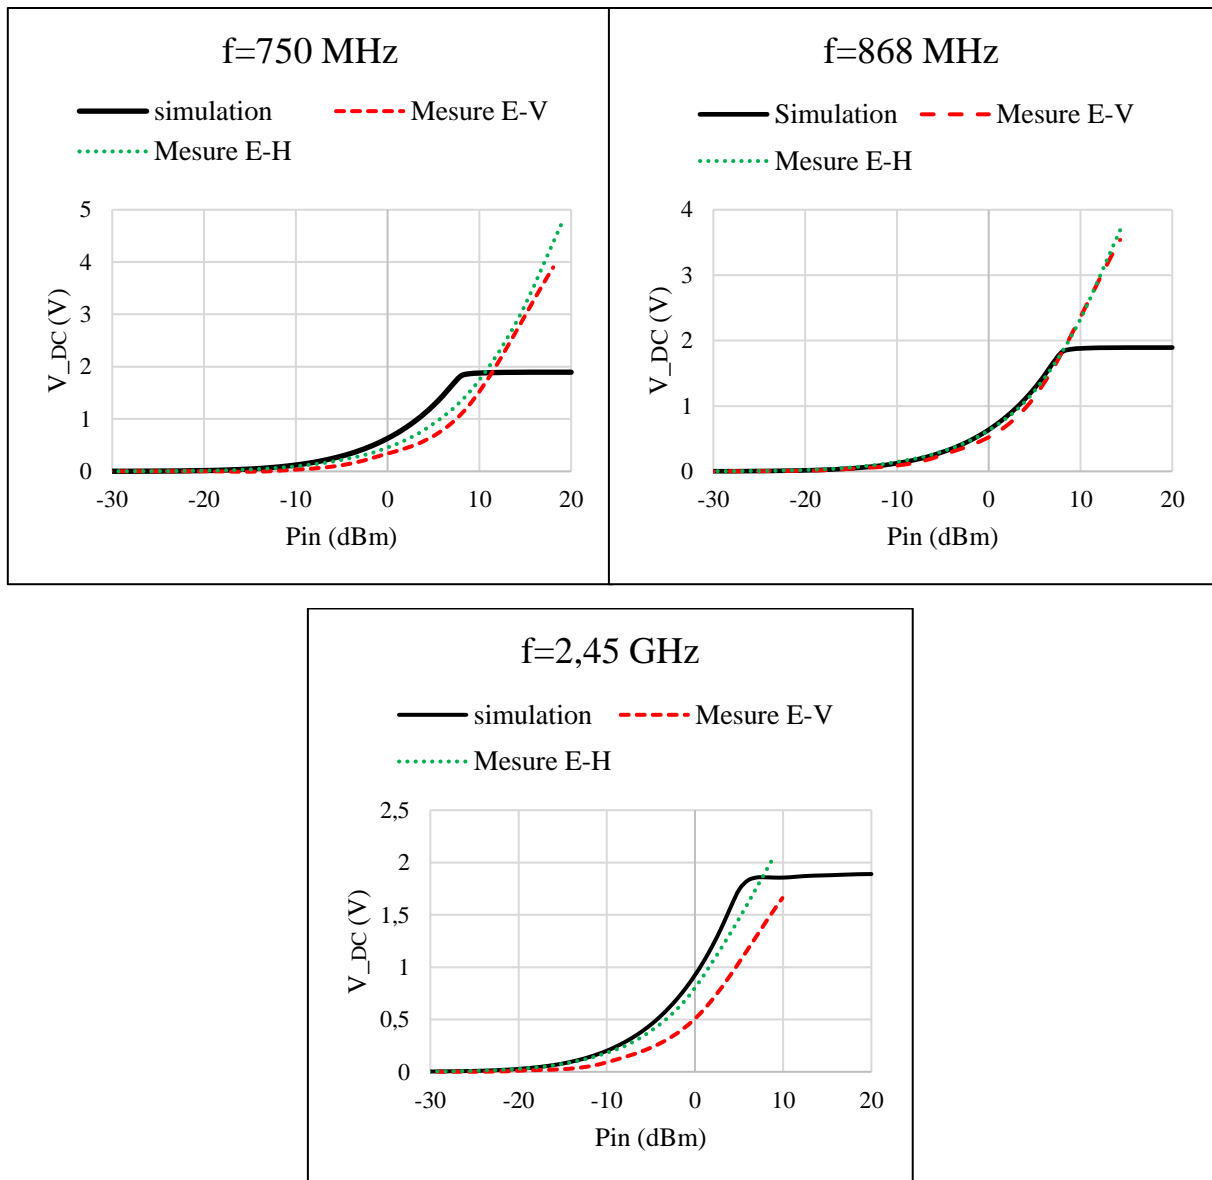 f=750 MHz
simulation
Mesure E-V
Mesure E-H
5
4
3
2
1
0
-30
-20
-10
0
10
20
V_DC (V)
Pin (dBm)
f=868 MHz
Simulation
Mesure E-V
Mesure E-H
4
3
2
1
0
-30
-20
-10
0
10
20
V_DC (V)
Pin (dBm)
f=2,45 GHz
simulation
Mesure E-V
Mesure E-H
2,5
2
1,5
1
0,5
0
-30
-20
-10
0
10
20
V_DC (V)
Pin (dBm)